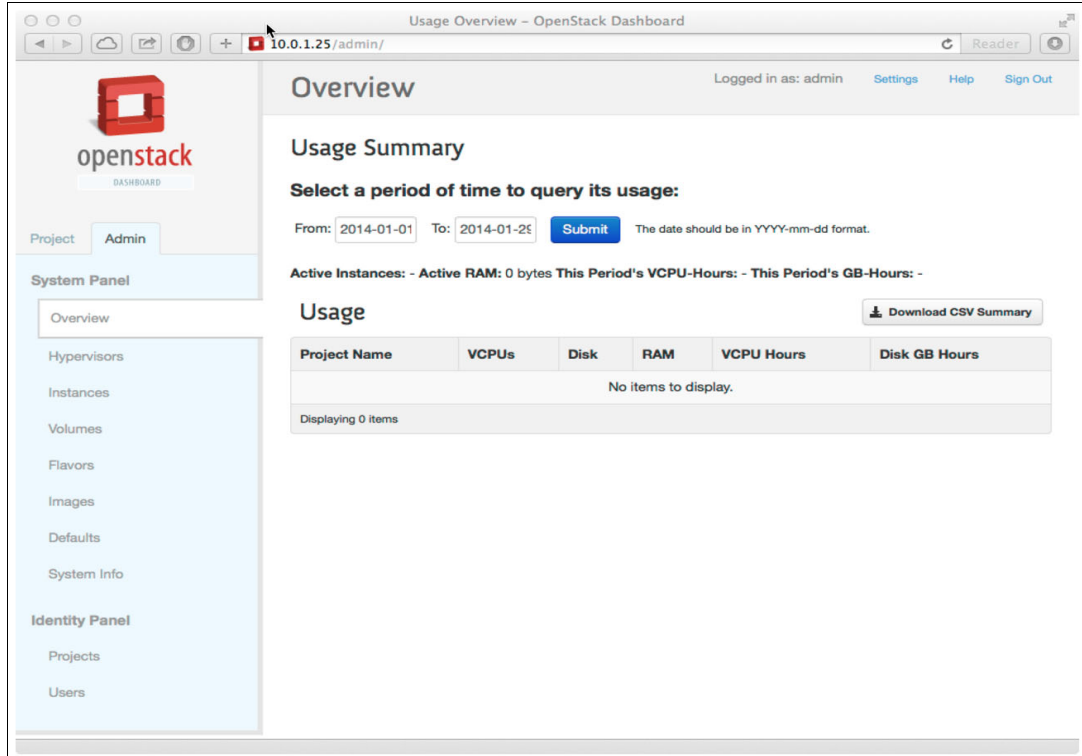 Usage Overview – OpenStack Dashboard
10.0.1.25/admin/
Reader
openstack
DASHBOARD
Project
Admin
System Panel
Overview
Hypervisors
Instances
Volumes
Flavors
Images
Defaults
System Info
Identity Panel
Projects
Users
Overview
Logged in as: admin
Settings
Help
Sign Out
Usage Summary
Select a period of time to query its usage:
From: 2014-01-01 To: 2014-01-29 Submit The date should be in YYYY-mm-dd format.
Active Instances: - Active RAM: 0 bytes This Period's VCPU-Hours: - This Period's GB-Hours: -
Usage
Download CSV Summary
Project Name VCPUs Disk RAM VCPU Hours Disk GB Hours
No items to display.
Displaying 0 items